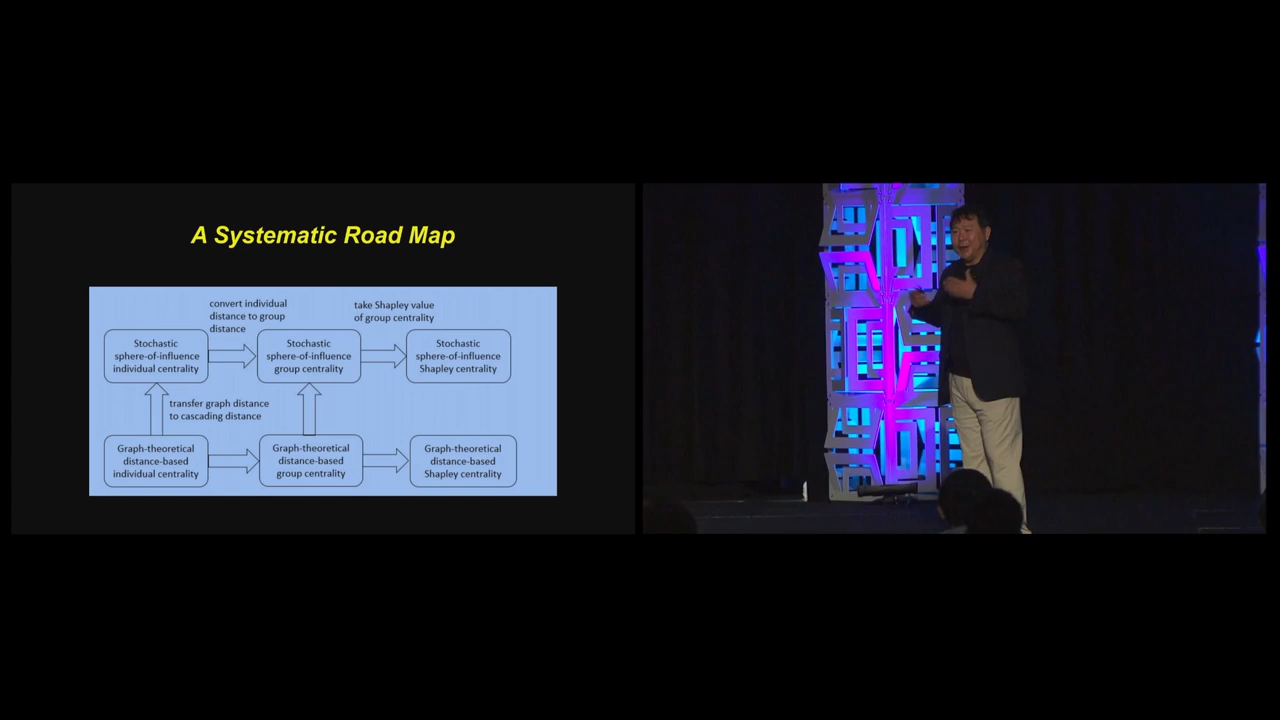 A Systematic Road Map
convert individual
distance to group
distance
take Shapley value
of group centrality
Stochastic
sphere-of-influence
individual centrality
Stochastic
sphere-of-influence
group centrality
Stochastic
sphere-of-influence
Shapley centrality
transfer graph distance
to cascading distance
Graph-theoretical
distance-based
individual centrality
Graph-theoretical
distance-based
group centrality
Graph-theoretical
distance-based
Shapley centrality